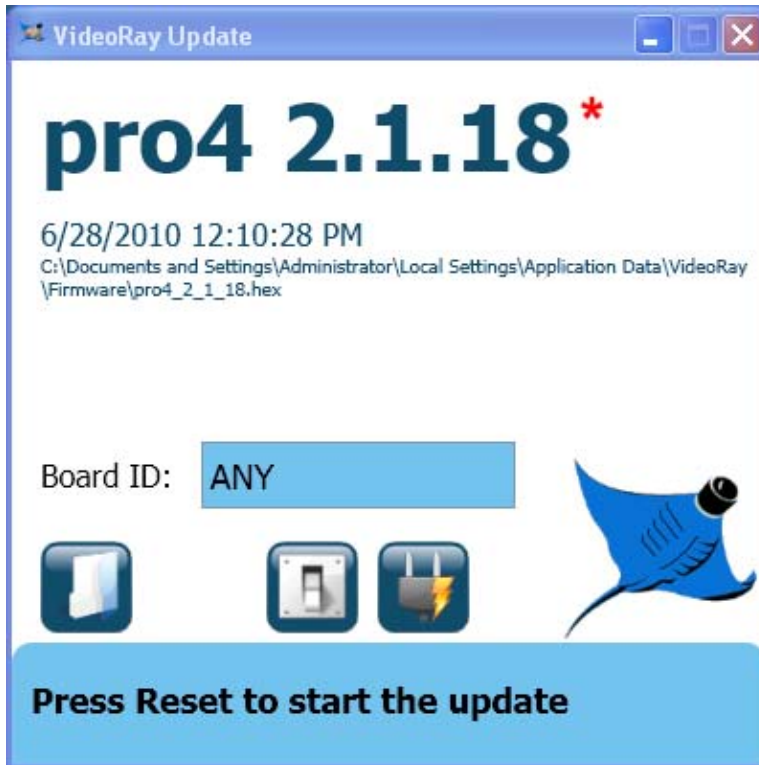 VideoRay Update
pro4 2.1.18*
6/28/2010 12:10:28 PM
C:\Documents and Settings\Administrator\Local Settings\Application Data\VideoRay
\Firmware\pro4_2_1_18.hex
Board ID: ANY
Press Reset to start the update